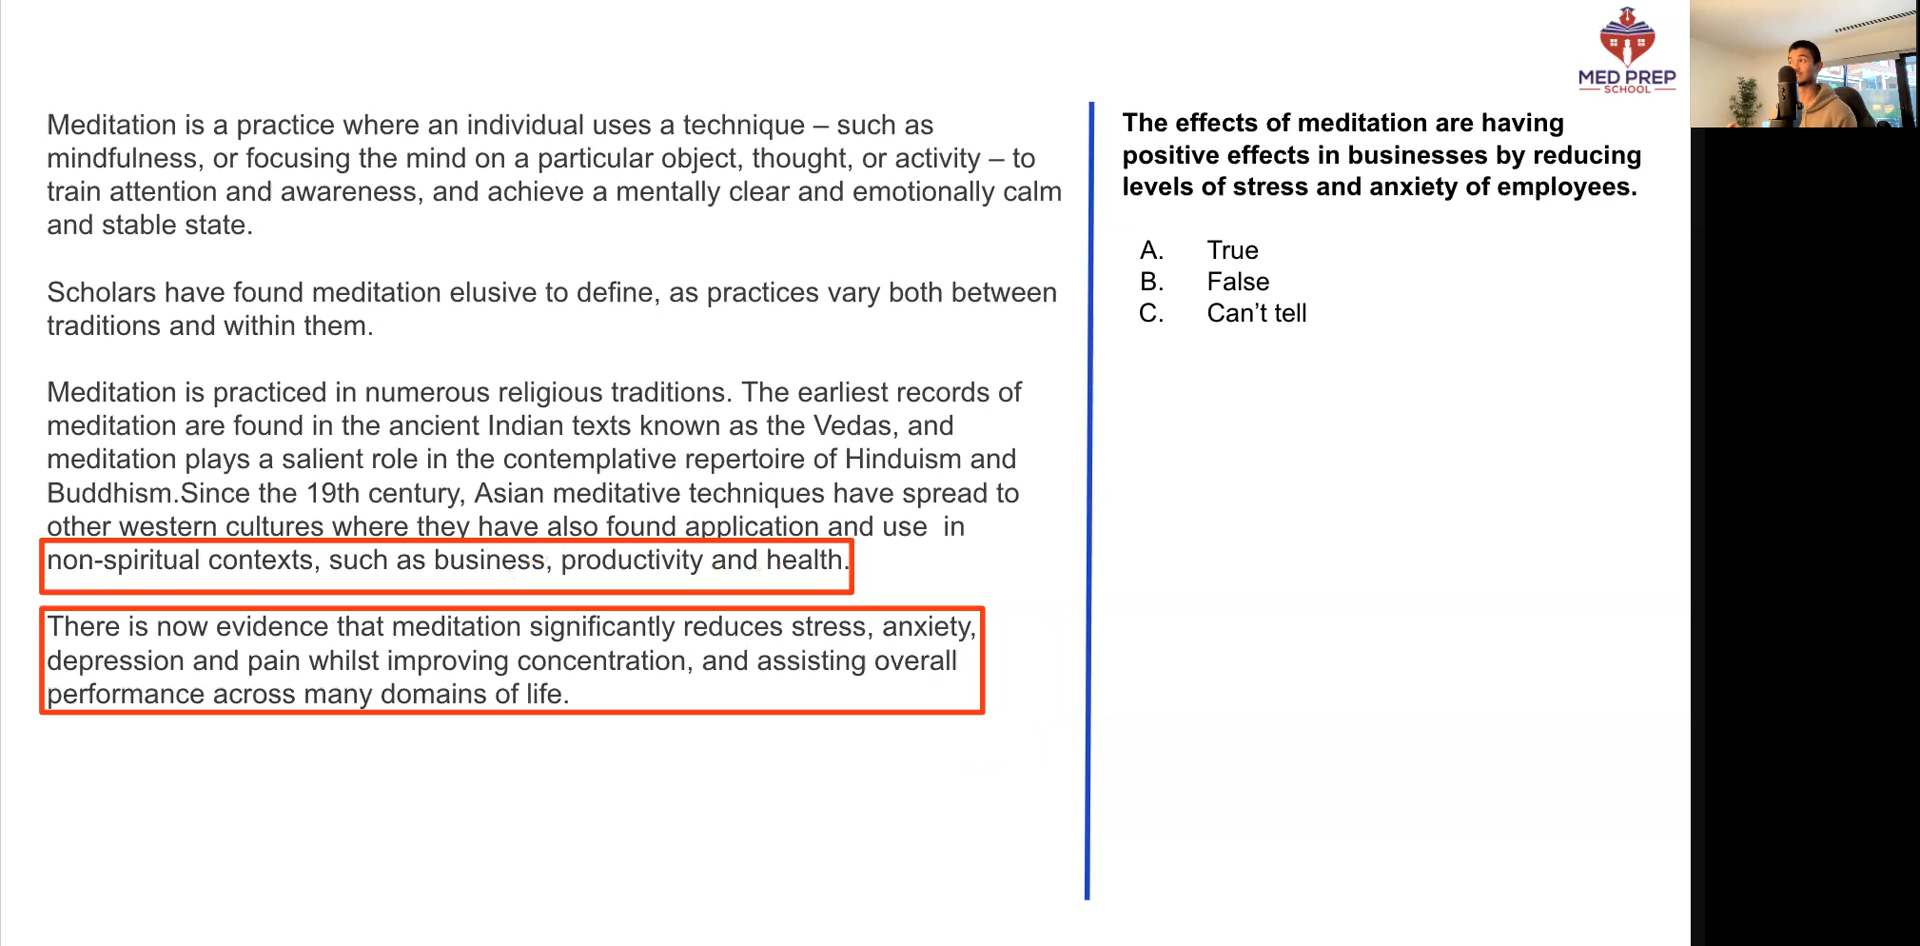 MED PREP
SCHOOL
Meditation is a practice where an individual uses a technique – such as
mindfulness, or focusing the mind on a particular object, thought, or activity – to
train attention and awareness, and achieve a mentally clear and emotionally calm
and stable state.
Scholars have found meditation elusive to define, as practices vary both between
traditions and within them.
Meditation is practiced in numerous religious traditions. The earliest records of
meditation are found in the ancient Indian texts known as the Vedas, and
meditation plays a salient role in the contemplative repertoire of Hinduism and
Buddhism.Since the 19th century, Asian meditative techniques have spread to
other western cultures where they have also found application and use  in
non-spiritual contexts, such as business, productivity and health.
There is now evidence that meditation significantly reduces stress, anxiety,
depression and pain whilst improving concentration, and assisting overall
performance across many domains of life.
The effects of meditation are having
positive effects in businesses by reducing
levels of stress and anxiety of employees.
A. True
B. False
C. Can’t tell